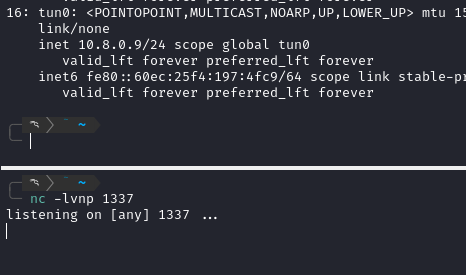 16: tun0: <POINTOPOINT,MULTICAST,NOARP,UP,LOWER_UP> mtu 15
link/none
inet 10.8.0.9/24 scope global tun0
valid_lft forever preferred_lft forever
inet6 fe80::60ec:25f4:197:4fc9/64 scope link stable-pr
valid_lft forever preferred_lft forever
~
~
nc -lvnp 1337
listening on [any] 1337 ...